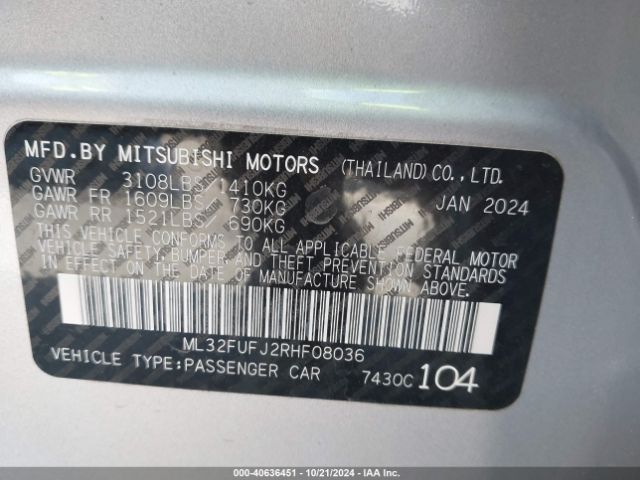 MFD.BY MITSUBISHI MOTORS (THAILAND) CO., LTD.
GVWR 3108LBS 1410KG JAN 2024
GAWR FR 1609LBS 730KG
GAWR RR 1521LBS 690KG
THIS VEHICLE CONFORMS TO ALL APPLICABLE FEDERAL MOTOR
VEHICLE SAFETY, BUMPER AND THEFT PREVENTION STANDARDS
IN EFFECT ON THE DATE OF MANUFACTURE SHOWN ABOVE.
ML32FUFJ2RHF08036
VEHICLE TYPE:PASSENGER CAR 7430C 104
000-40636451 | 10/21/2024 | IAA Inc.